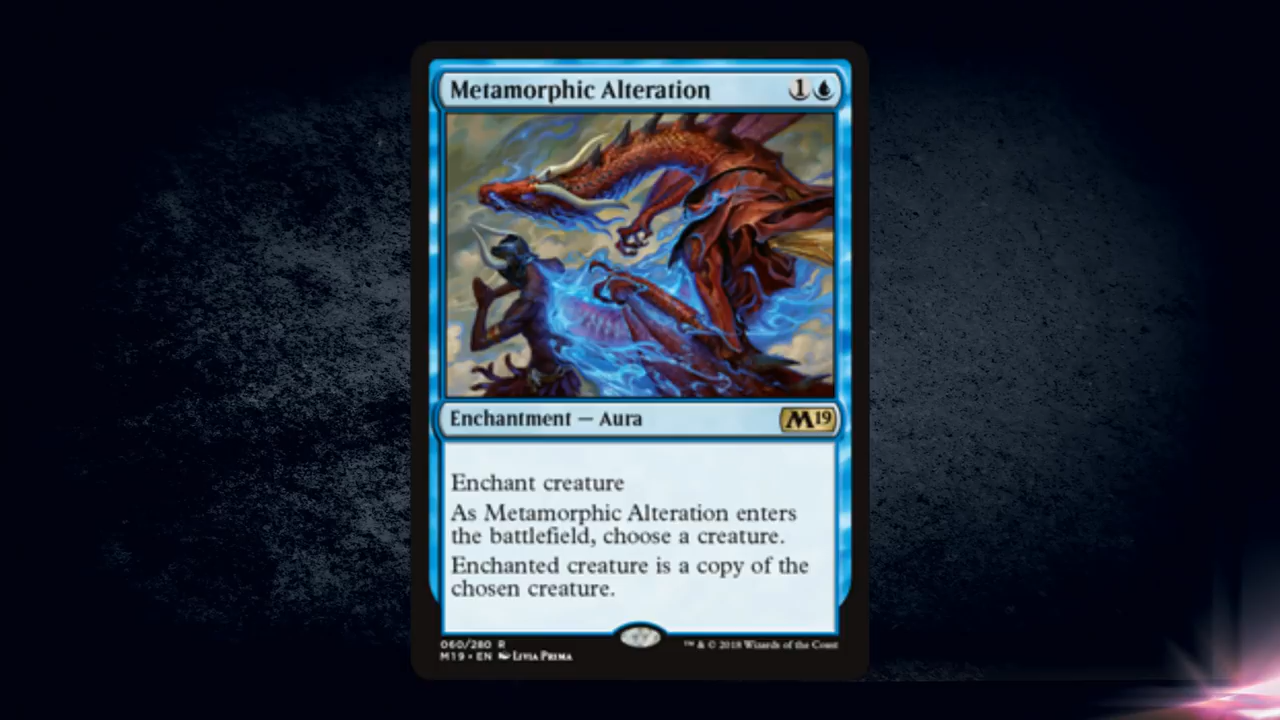 Metamorphic Alteration 1
Enchantment — Aura M19
Enchant creature
As Metamorphic Alteration enters
the battlefield, choose a creature.
Enchanted creature is a copy of the
chosen creature.
060/280 R ™ & © 2018 Wizards of the Coast
M19 • EN Livia Prima